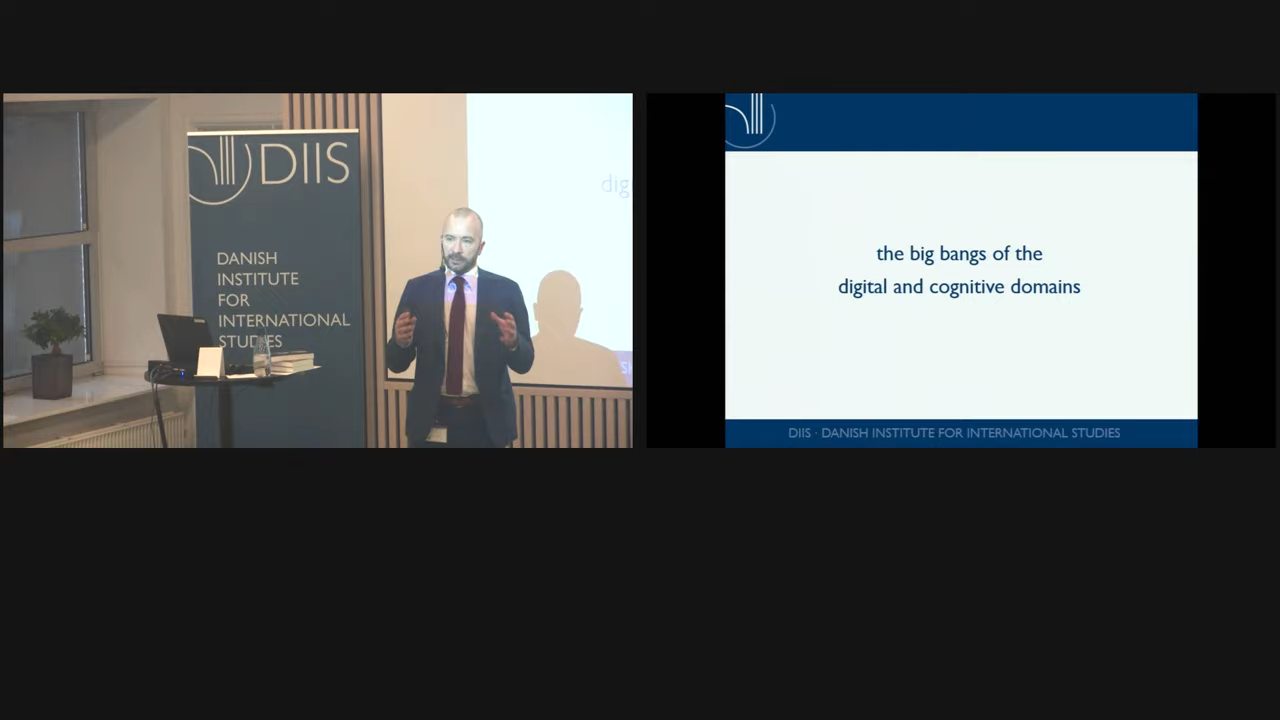 DIIS
DANISH
INSTITUTE
FOR
INTERNATIONAL
STUDIES
dig
the big bangs of the
digital and cognitive domains
DIIS · DANISH INSTITUTE FOR INTERNATIONAL STUDIES